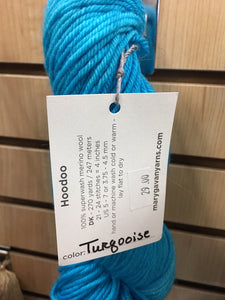 Hoodoo
100% superwash merino wool
DK - 270 yards / 247 meters
21 - 24 stitches = 4 inches
US 5 - 7 or 3.75 - 4.5 mm
hand or machine wash cold or warm -
lay flat to dry
color: Turqooise
29.00
marygavanyarns.com